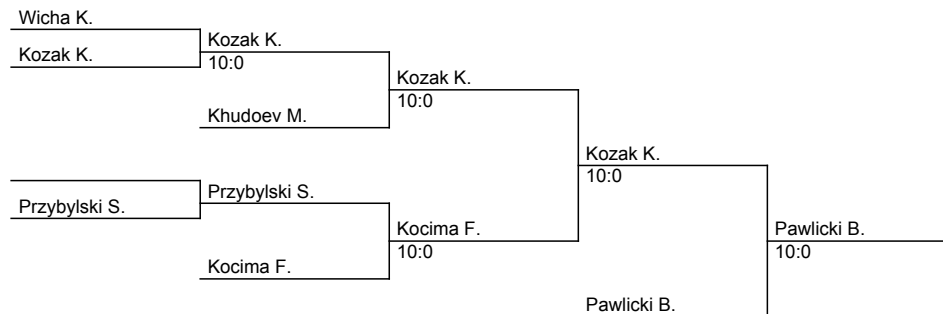 Wicha K.
Kozak K.
Kozak K.
10:0
Kozak K.
10:0
Khudoev M.
Kozak K.
10:0
Przybylski S.
Przybylski S.
Kocima F.
10:0
Pawlicki B.
10:0
Kocima F.
Pawlicki B.